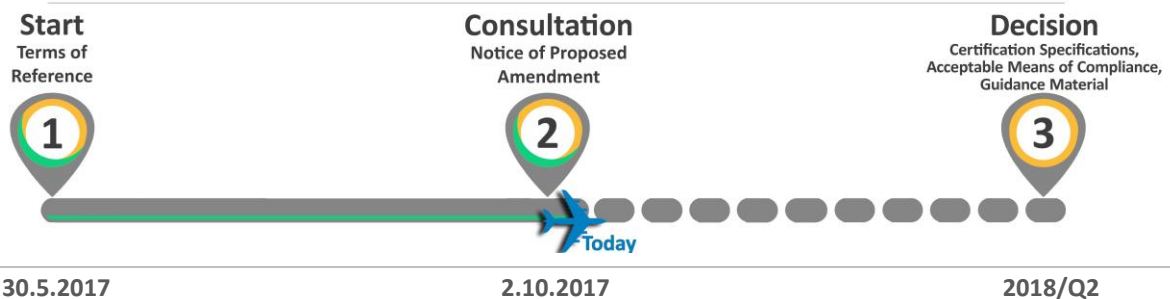 Start
Terms of
Reference
1
Consultation
Notice of Proposed
Amendment
2
Decision
Certification Specifications,
Acceptable Means of Compliance,
Guidance Material
3
Today
30.5.2017
2.10.2017
2018/Q2